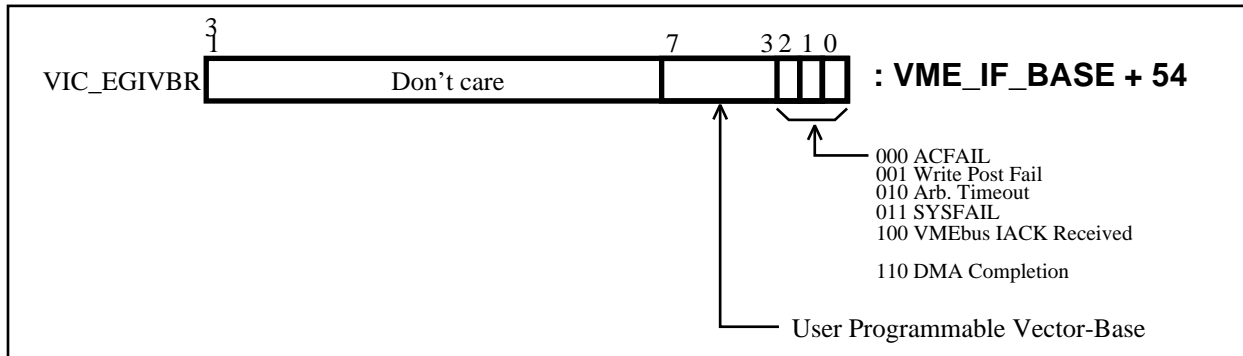 3
1 7 3 2 1 0
VIC_EGIVBR Don't care : VME_IF_BASE + 54
000 ACFAIL
001 Write Post Fail
010 Arb. Timeout
011 SYSFAIL
100 VMEbus IACK Received
110 DMA Completion
User Programmable Vector-Base